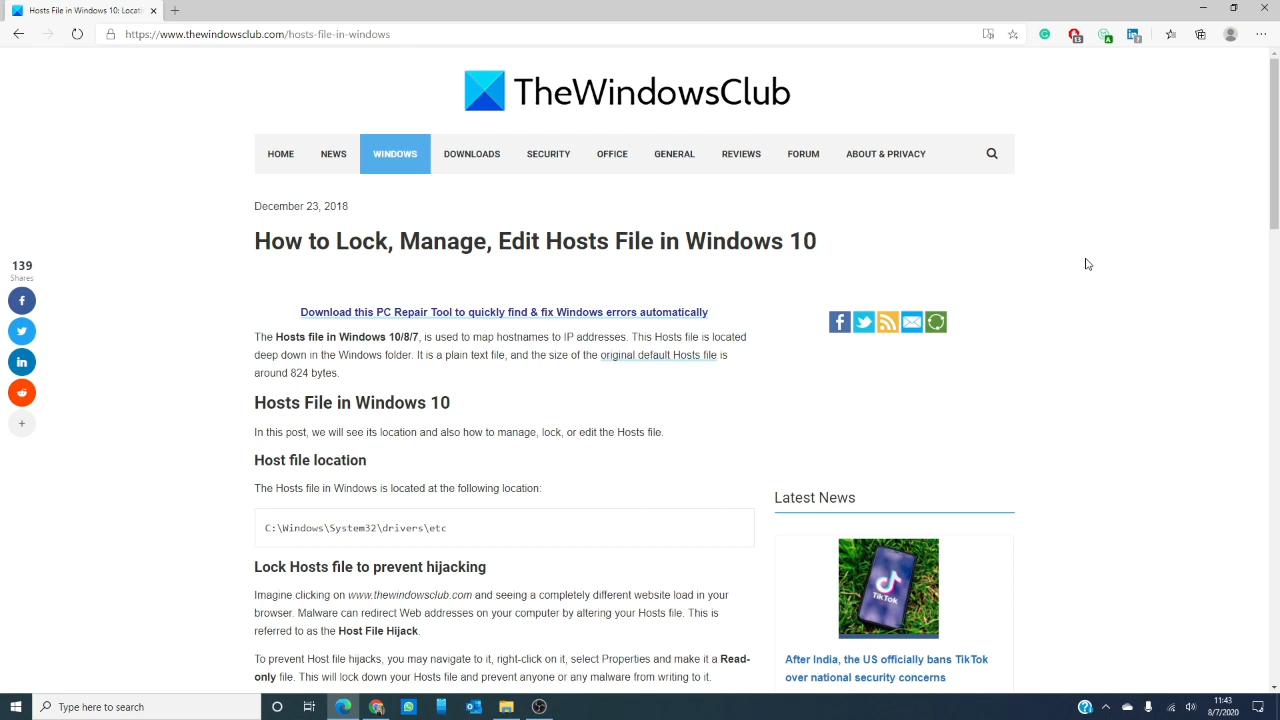 Hosts File in Windows 10: Locati
https://www.thewindowsclub.com/hosts-file-in-windows
TheWindowsClub
HOME NEWS WINDOWS DOWNLOADS SECURITY OFFICE GENERAL REVIEWS FORUM ABOUT & PRIVACY
December 23, 2018
How to Lock, Manage, Edit Hosts File in Windows 10
139
Shares
Download this PC Repair Tool to quickly find & fix Windows errors automatically
The Hosts file in Windows 10/8/7, is used to map hostnames to IP addresses. This Hosts file is located
deep down in the Windows folder. It is a plain text file, and the size of the original default Hosts file is
around 824 bytes.
Hosts File in Windows 10
In this post, we will see its location and also how to manage, lock, or edit the Hosts file.
Host file location
The Hosts file in Windows is located at the following location:
C:\Windows\System32\drivers\etc
Lock Hosts file to prevent hijacking
Imagine clicking on www.thewindowsclub.com and seeing a completely different website load in your
browser. Malware can redirect Web addresses on your computer by altering your Hosts file. This is
referred to as the Host File Hijack.
To prevent Host file hijacks, you may navigate to it, right-click on it, select Properties and make it a Read-
only file. This will lock down your Hosts file and prevent anyone or any malware from writing to it.
Latest News
TikTok
After India, the US officially bans TikTok
over national security concerns
Type here to search
11:43
8/7/2020